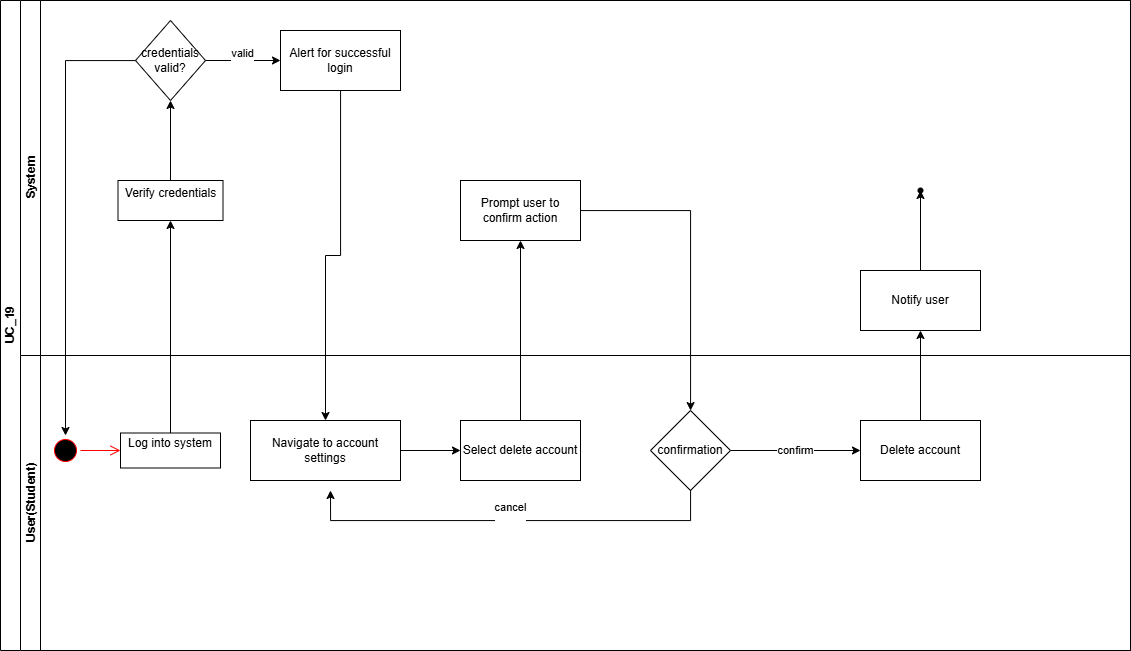 UC_19
System
User(Student)
credentials
valid?
valid
Alert for successful
login
Verify credentials
Prompt user to
confirm action
Notify user
Log into system
Navigate to account
settings
Select delete account
confirmation
confirm
Delete account
cancel